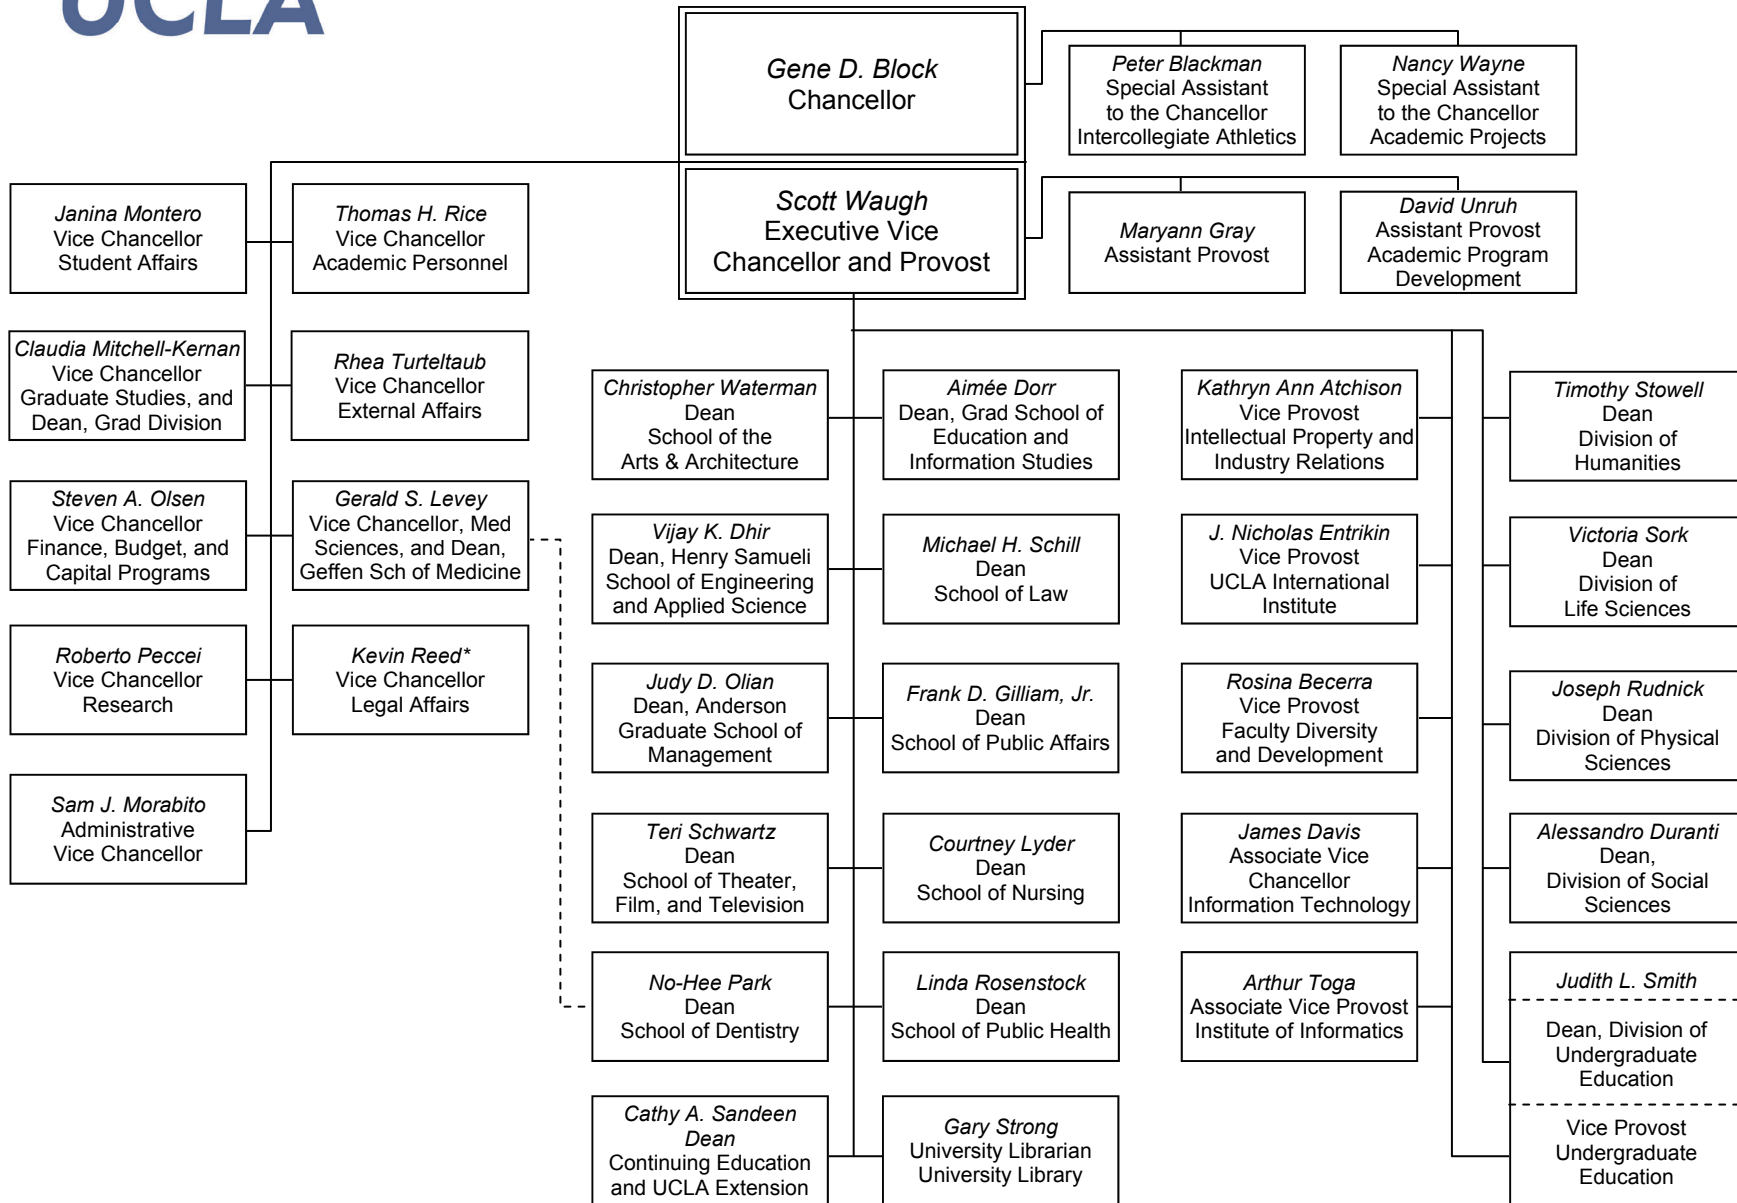 UCLA
Gene D. Block
Chancellor
Peter Blackman
Special Assistant
to the Chancellor
Intercollegiate Athletics
Nancy Wayne
Special Assistant
to the Chancellor
Academic Projects
Scott Waugh
Executive Vice
Chancellor and Provost
Maryann Gray
Assistant Provost
David Unruh
Assistant Provost
Academic Program
Development
Janina Montero
Vice Chancellor
Student Affairs
Thomas H. Rice
Vice Chancellor
Academic Personnel
Claudia Mitchell-Kernan
Vice Chancellor
Graduate Studies, and
Dean, Grad Division
Rhea Turteltaub
Vice Chancellor
External Affairs
Steven A. Olsen
Vice Chancellor
Finance, Budget, and
Capital Programs
Gerald S. Levey
Vice Chancellor, Med
Sciences, and Dean,
Geffen Sch of Medicine
Roberto Peccei
Vice Chancellor
Research
Kevin Reed*
Vice Chancellor
Legal Affairs
Sam J. Morabito
Administrative
Vice Chancellor
Christopher Waterman
Dean
School of the
Arts & Architecture
Aimée Dorr
Dean, Grad School of
Education and
Information Studies
Kathryn Ann Atchison
Vice Provost
Intellectual Property and
Industry Relations
Timothy Stowell
Dean
Division of
Humanities
Vijay K. Dhir
Dean, Henry Samueli
School of Engineering
and Applied Science
Michael H. Schill
Dean
School of Law
J. Nicholas Entrikin
Vice Provost
UCLA International
Institute
Victoria Sork
Dean
Division of
Life Sciences
Judy D. Olian
Dean, Anderson
Graduate School of
Management
Frank D. Gilliam, Jr.
Dean
School of Public Affairs
Rosina Becerra
Vice Provost
Faculty Diversity
and Development
Joseph Rudnick
Dean
Division of Physical
Sciences
Teri Schwartz
Dean
School of Theater,
Film, and Television
Courtney Lyder
Dean
School of Nursing
James Davis
Associate Vice
Chancellor
Information Technology
Alessandro Duranti
Dean,
Division of Social
Sciences
No-Hee Park
Dean
School of Dentistry
Linda Rosenstock
Dean
School of Public Health
Arthur Toga
Associate Vice Provost
Institute of Informatics
Judith L. Smith
Dean, Division of
Undergraduate
Education
Vice Provost
Undergraduate
Education
Cathy A. Sandeen
Dean
Continuing Education
and UCLA Extension
Gary Strong
University Librarian
University Library